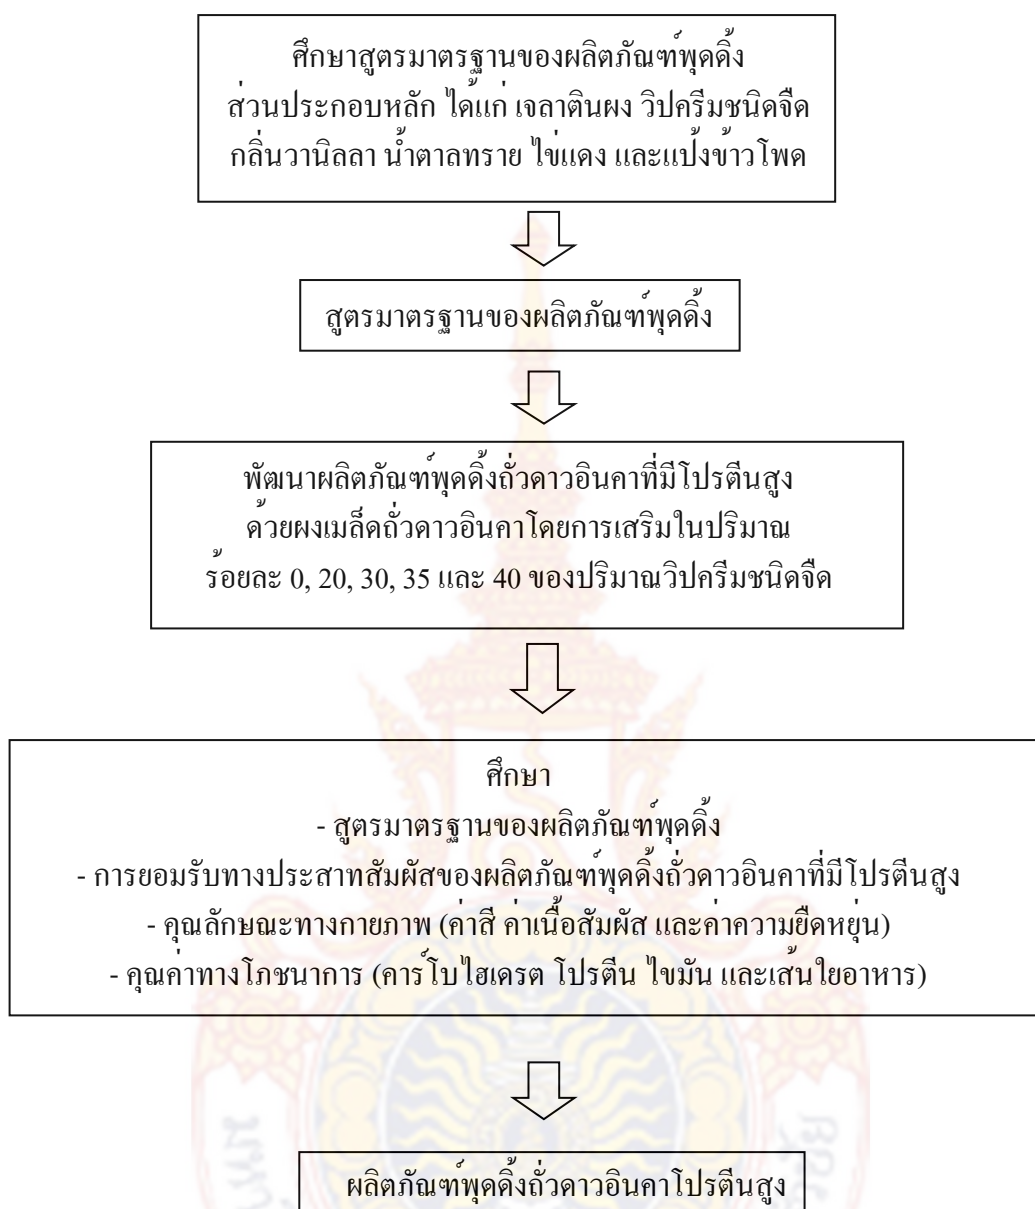 ศึกษาสูตรมาตรฐานของผลิตภัณฑ์พุดดิ้ง
ส่วนประกอบหลัก ได้แก่ เจลาตินผง วิปครีมชนิดจืด
กลิ่นวานิลลา น้ำตาลทราย ไข่แดง และแป้งข้าวโพด
สูตรมาตรฐานของผลิตภัณฑ์พุดดิ้ง
พัฒนาผลิตภัณฑ์พุดดิ้งถั่วดาวอินคาที่มีโปรตีนสูง
ด้วยผงเมล็ดถั่วดาวอินคาโดยการเสริมในปริมาณ
ร้อยละ 0, 20, 30, 35 และ 40 ของปริมาณวิปครีมชนิดจืด
ศึกษา
- สูตรมาตรฐานของผลิตภัณฑ์พุดดิ้ง
- การยอมรับทางประสาทสัมผัสของผลิตภัณฑ์พุดดิ้งถั่วดาวอินคาที่มีโปรตีนสูง
- คุณลักษณะทางกายภาพ (ค่าสี ค่าเนื้อสัมผัส และค่าความยืดหยุ่น)
- คุณค่าทางโภชนาการ (คาร์โบไฮเดรต โปรตีน ไขมัน และเส้นใยอาหาร)
ผลิตภัณฑ์พุดดิ้งถั่วดาวอินคาโปรตีนสูง